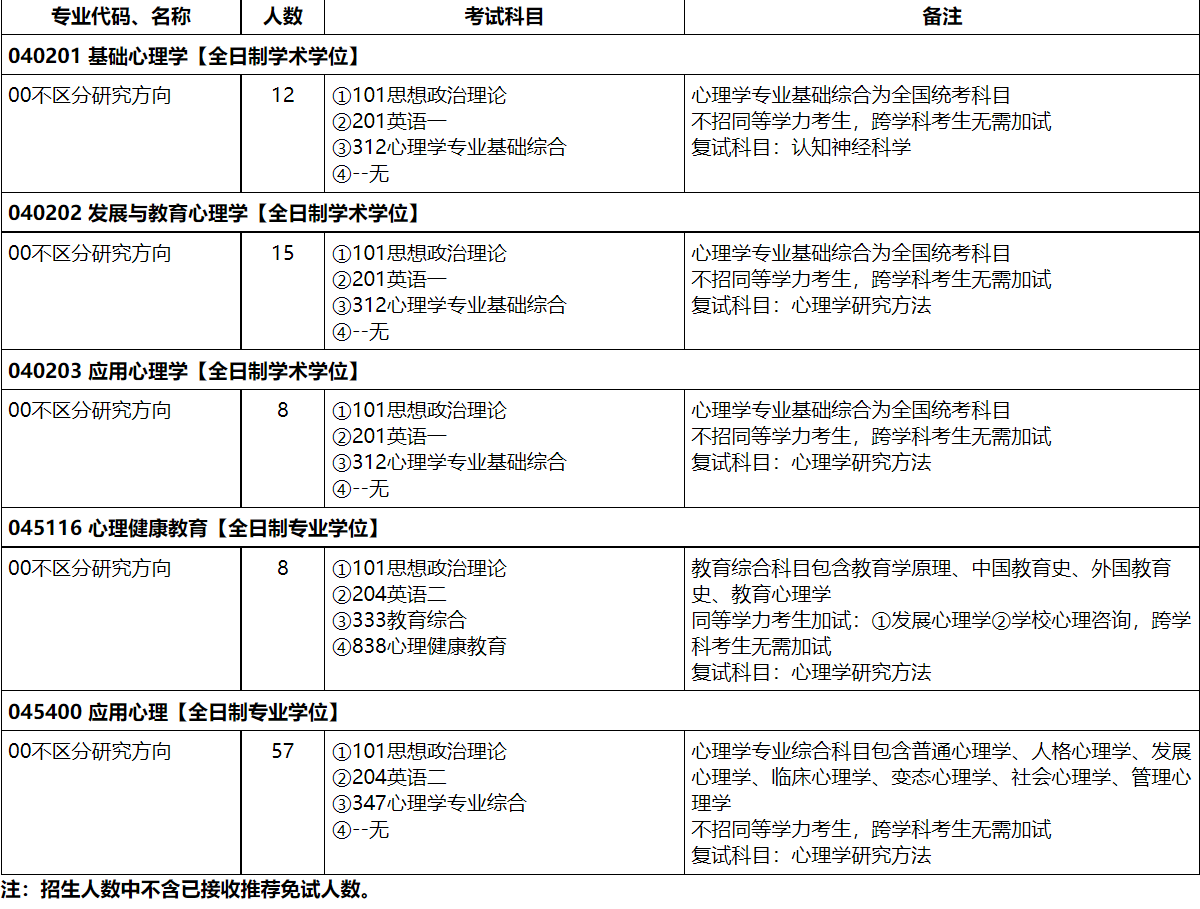 专业代码、名称 人数 考试科目 备注
040201 基础心理学【全日制学术学位】
00不区分研究方向 12 ①101思想政治理论 心理学专业基础综合为全国统考科目
②201英语一 不招同等学力考生，跨学科考生无需加试
③312心理学专业基础综合 复试科目：认知神经科学
④--无
040202 发展与教育心理学【全日制学术学位】
00不区分研究方向 15 ①101思想政治理论 心理学专业基础综合为全国统考科目
②201英语一 不招同等学力考生，跨学科考生无需加试
③312心理学专业基础综合 复试科目：心理学研究方法
④--无
040203 应用心理学【全日制学术学位】
00不区分研究方向 8 ①101思想政治理论 心理学专业基础综合为全国统考科目
②201英语一 不招同等学力考生，跨学科考生无需加试
③312心理学专业基础综合 复试科目：心理学研究方法
④--无
045116 心理健康教育【全日制专业学位】
00不区分研究方向 8 ①101思想政治理论 教育综合科目包含教育学原理、中国教育史、外国教育
②204英语二 史、教育心理学
③333教育综合 同等学力考生加试：①发展心理学②学校心理咨询，跨学
④838心理健康教育 科考生无需加试
复试科目：心理学研究方法
045400 应用心理【全日制专业学位】
00不区分研究方向 57 ①101思想政治理论 心理学专业综合科目包含普通心理学、人格心理学、发展
②204英语二 心理学、临床心理学、变态心理学、社会心理学、管理心
③347心理学专业综合 理学
④--无 不招同等学力考生，跨学科考生无需加试
复试科目：心理学研究方法
注：招生人数中不含已接收推荐免试人数。